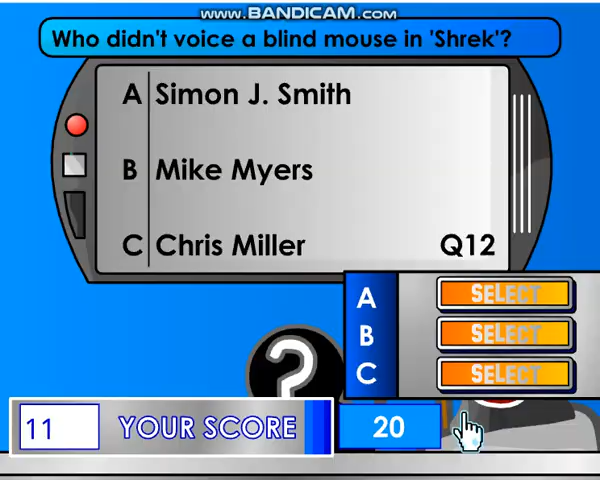 www.BANDICAM.com
Who didn't voice a blind mouse in 'Shrek'?
A Simon J. Smith
B Mike Myers
C Chris Miller Q12
A SELECT
B SELECT
C SELECT
?
11 YOUR SCORE 20